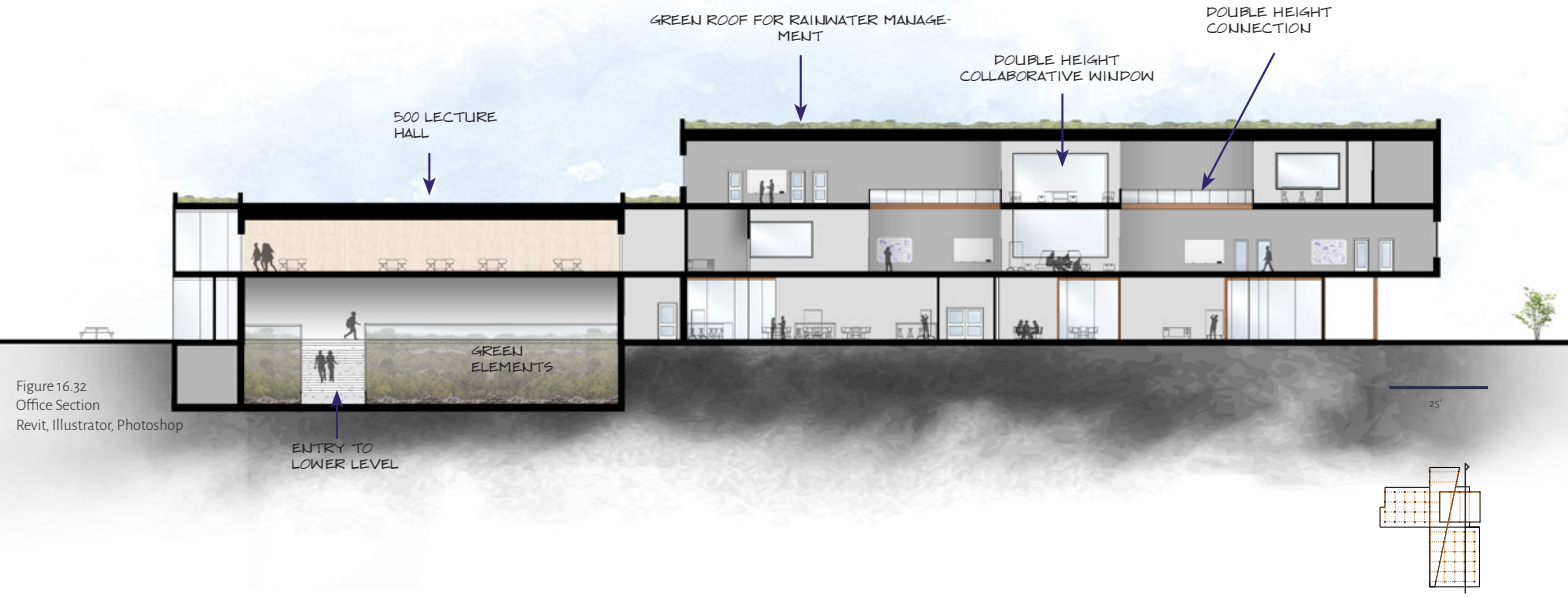 GREEN ROOF FOR RAINWATER MANAGE-
MENT
DOUBLE HEIGHT
CONNECTION
DOUBLE HEIGHT
COLLABORATIVE WINDOW
500 LECTURE
HALL
GREEN
ELEMENTS
Figure 16.32
Office Section
Revit, Illustrator, Photoshop
25'
ENTRY TO
LOWER LEVEL